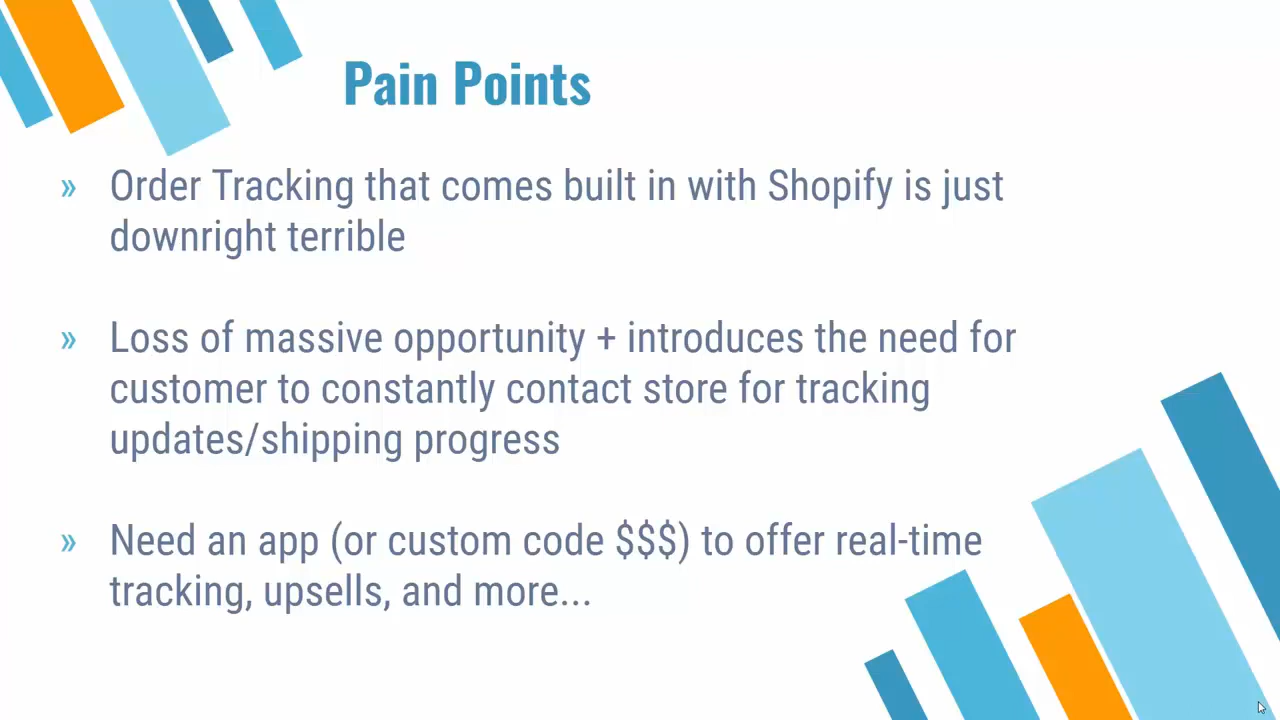 Pain Points
» Order Tracking that comes built in with Shopify is just
downright terrible
» Loss of massive opportunity + introduces the need for
customer to constantly contact store for tracking
updates/shipping progress
» Need an app (or custom code $$$) to offer real-time
tracking, upsells, and more...